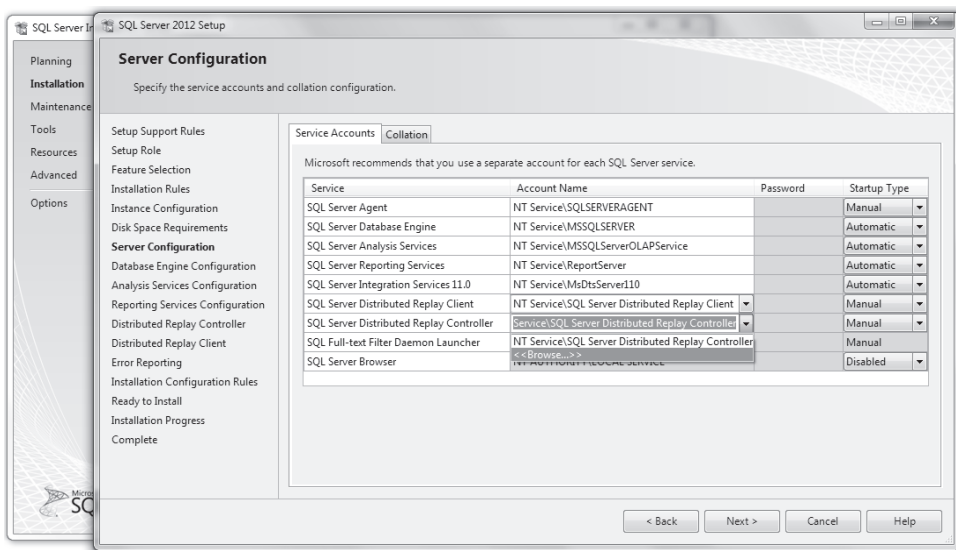 SQL Server In
Planning
Installation
Maintenance
Tools
Resources
Advanced
Options
SQL Server 2012 Setup
Server Configuration
Specify the service accounts and collation configuration.
Setup Support Rules
Setup Role
Feature Selection
Installation Rules
Instance Configuration
Disk Space Requirements
Server Configuration
Database Engine Configuration
Analysis Services Configuration
Reporting Services Configuration
Distributed Replay Controller
Distributed Replay Client
Error Reporting
Installation Configuration Rules
Ready to Install
Installation Progress
Complete
Service Accounts Collation
Microsoft recommends that you use a separate account for each SQL Server service.
Service Account Name Password Startup Type
SQL Server Agent NT Service\SQLSERVERAGENT Manual
SQL Server Database Engine NT Service\MSSQLSERVER Automatic
SQL Server Analysis Services NT Service\MSSQLServerOLAPService Automatic
SQL Server Reporting Services NT Service\ReportServer Automatic
SQL Server Integration Services 11.0 NT Service\MsDtsServer110 Automatic
SQL Server Distributed Replay Client NT Service\SQL Server Distributed Replay Client Manual
SQL Server Distributed Replay Controller Service\SQL Server Distributed Replay Controller Manual
SQL Full-text Filter Daemon Launcher NT Service\SQL Server Distributed Replay Controller Manual
<<Browse...>>
SQL Server Browser NT AUTHORITY\LOCAL SERVICE Disabled
Micros
SQ
< Back Next > Cancel Help